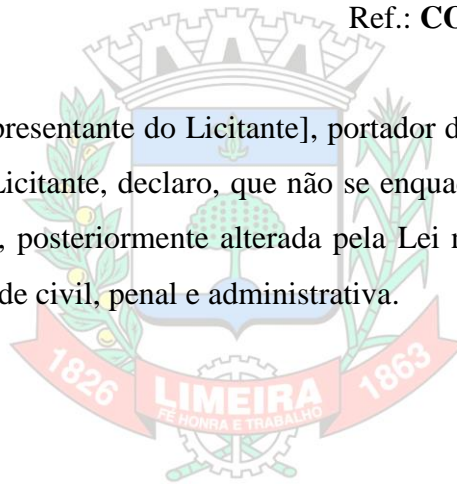 Ref.: CO
presentante do Licitante], portador d
Licitante, declaro, que não se enqua
, posteriormente alterada pela Lei n
de civil, penal e administrativa.
1826 LIMEIRA 1863
FÉ HONRA E TRABALHO